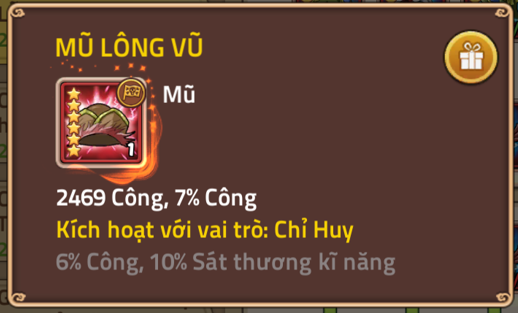 MŨ LÔNG VŨ
Mũ
1
2469 Công, 7% Công
Kích hoạt với vai trò: Chỉ Huy
6% Công, 10% Sát thương kĩ năng